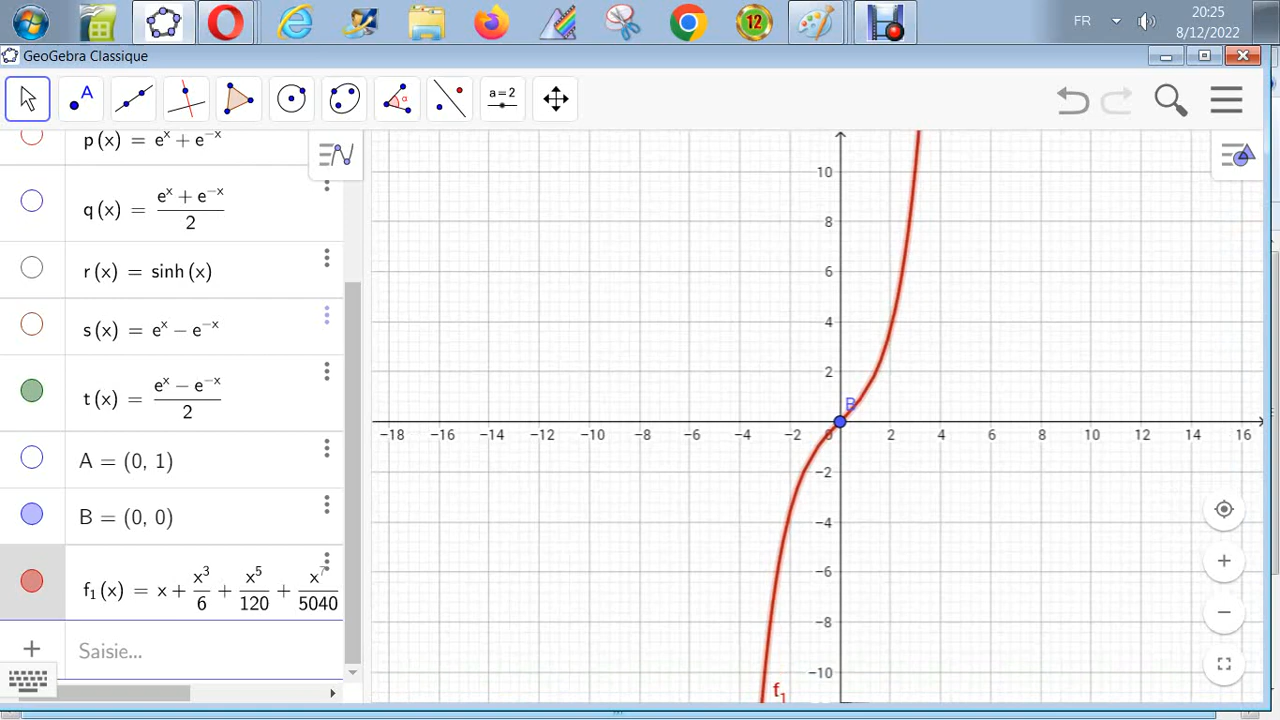 12
FR
20:25
8/12/2022
GeoGebra Classique
A
α
a=2
p(x) = eˣ + e⁻ˣ
q(x) = (eˣ + e⁻ˣ)/2
r(x) = sinh(x)
s(x) = eˣ − e⁻ˣ
t(x) = (eˣ − e⁻ˣ)/2
A = (0, 1)
B = (0, 0)
f₁(x) = x + x³/6 + x⁵/120 + x⁷/5040
Saisie...
10
8
6
4
2
B
−18 −16 −14 −12 −10 −8 −6 −4 −2 0 2 4 6 8 10 12 14 16
−2
−4
−6
−8
−10
f₁